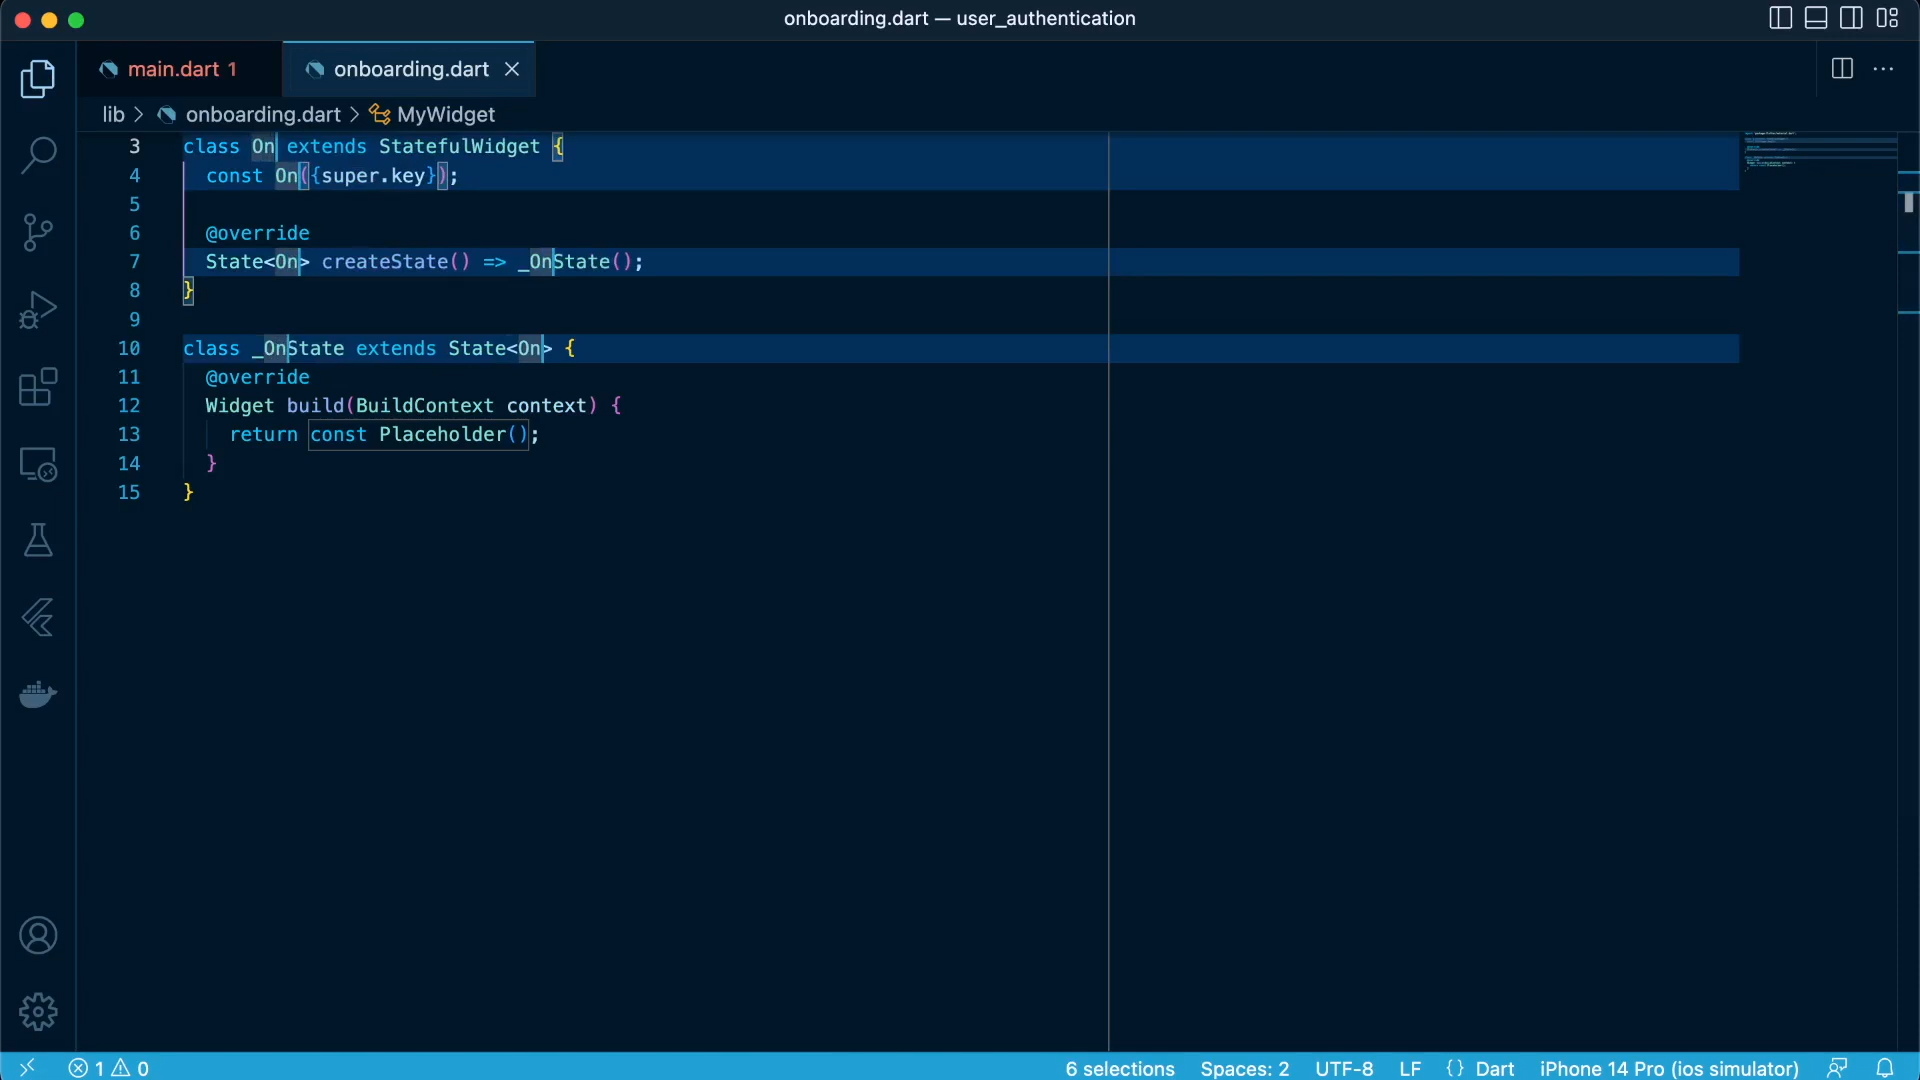 onboarding.dart — user_authentication
main.dart 1
onboarding.dart
lib > onboarding.dart > MyWidget
3 class On extends StatefulWidget {
4 const On({super.key});
5
6 @override
7 State<On> createState() => _OnState();
8 }
9
10 class _OnState extends State<On> {
11 @override
12 Widget build(BuildContext context) {
13 return const Placeholder();
14 }
15 }
1 0 6 selections Spaces: 2 UTF-8 LF {} Dart iPhone 14 Pro (ios simulator)